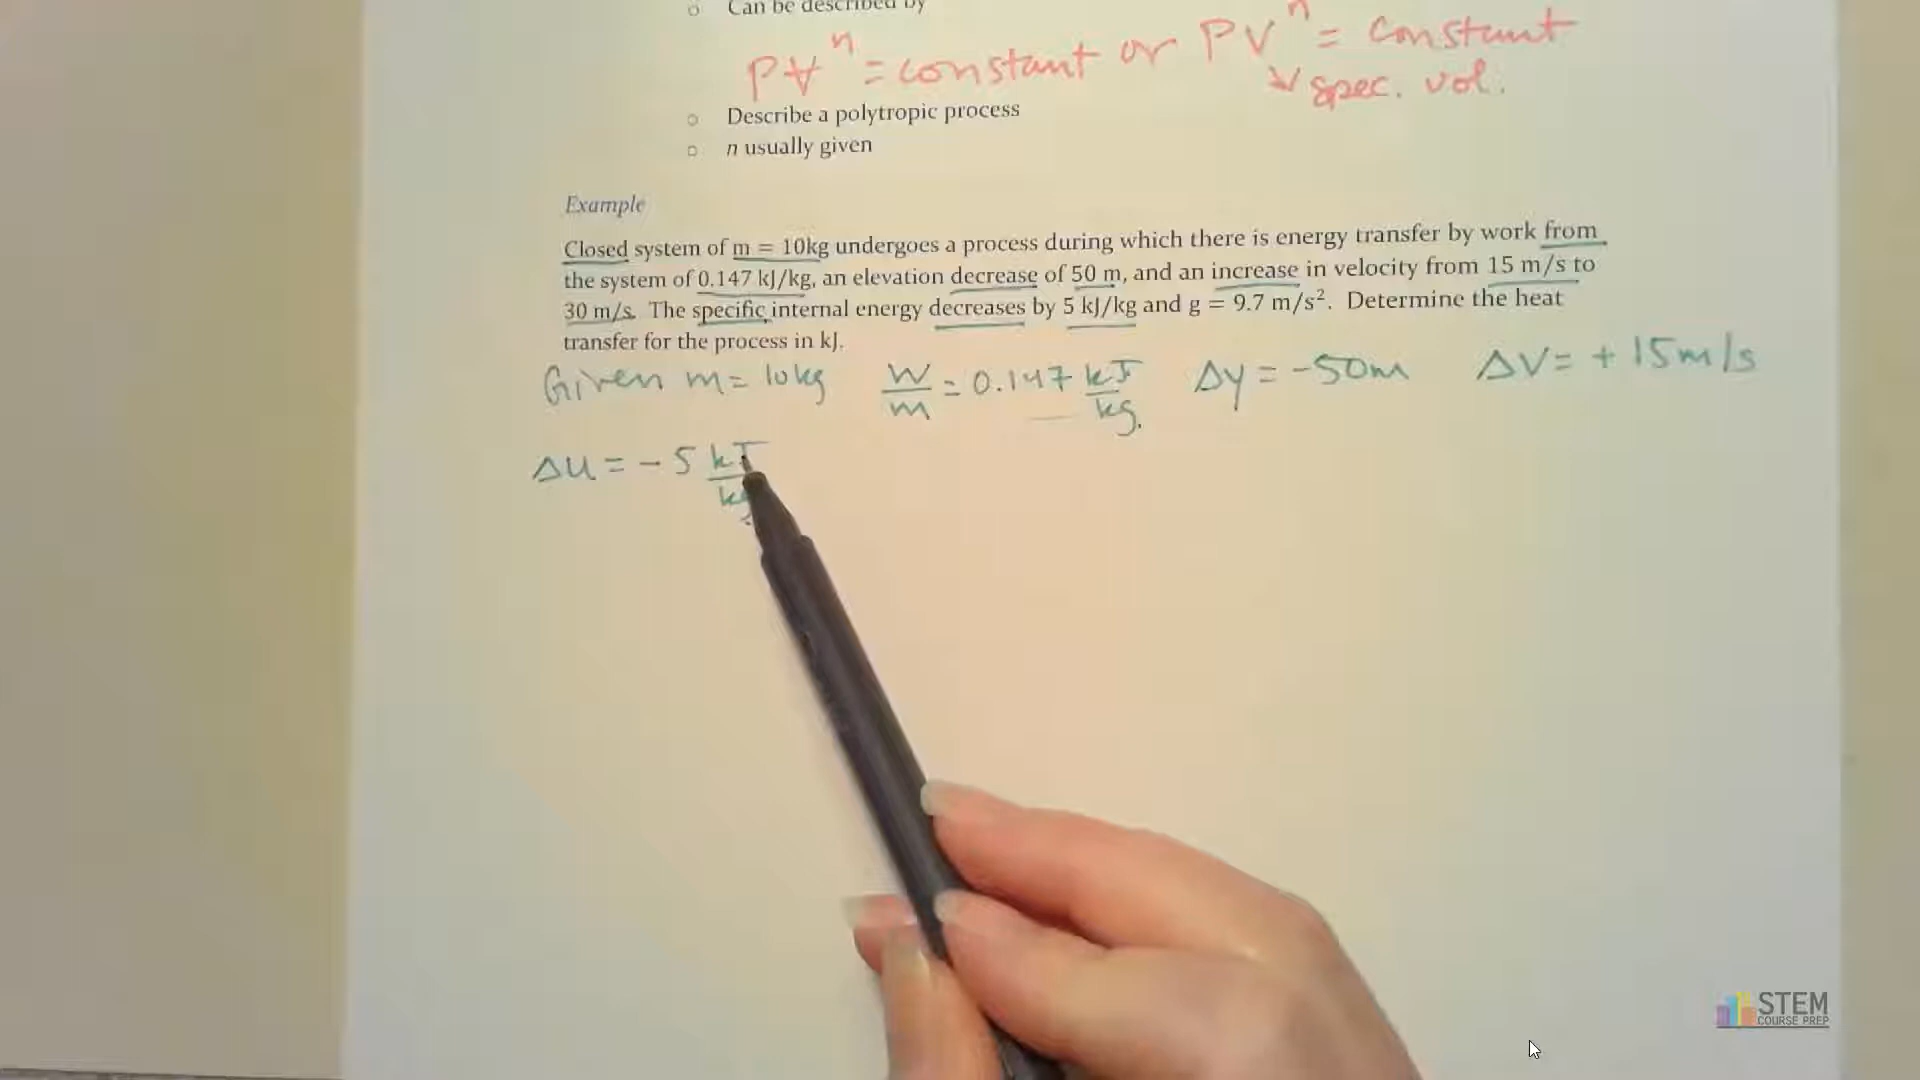 Can be described by
P∀ⁿ = constant or PVⁿ = constant
↘ spec. vol.
Describe a polytropic process
n usually given
Example
Closed system of m = 10kg undergoes a process during which there is energy transfer by work from
the system of 0.147 kJ/kg, an elevation decrease of 50 m, and an increase in velocity from 15 m/s to
30 m/s. The specific internal energy decreases by 5 kJ/kg and g = 9.7 m/s². Determine the heat
transfer for the process in kJ.
Given m = 10kg W/m = 0.147 kJ/kg. Δy = -50m ΔV = +15m/s
Δu = -5 kJ/kg
STEM
COURSE PREP